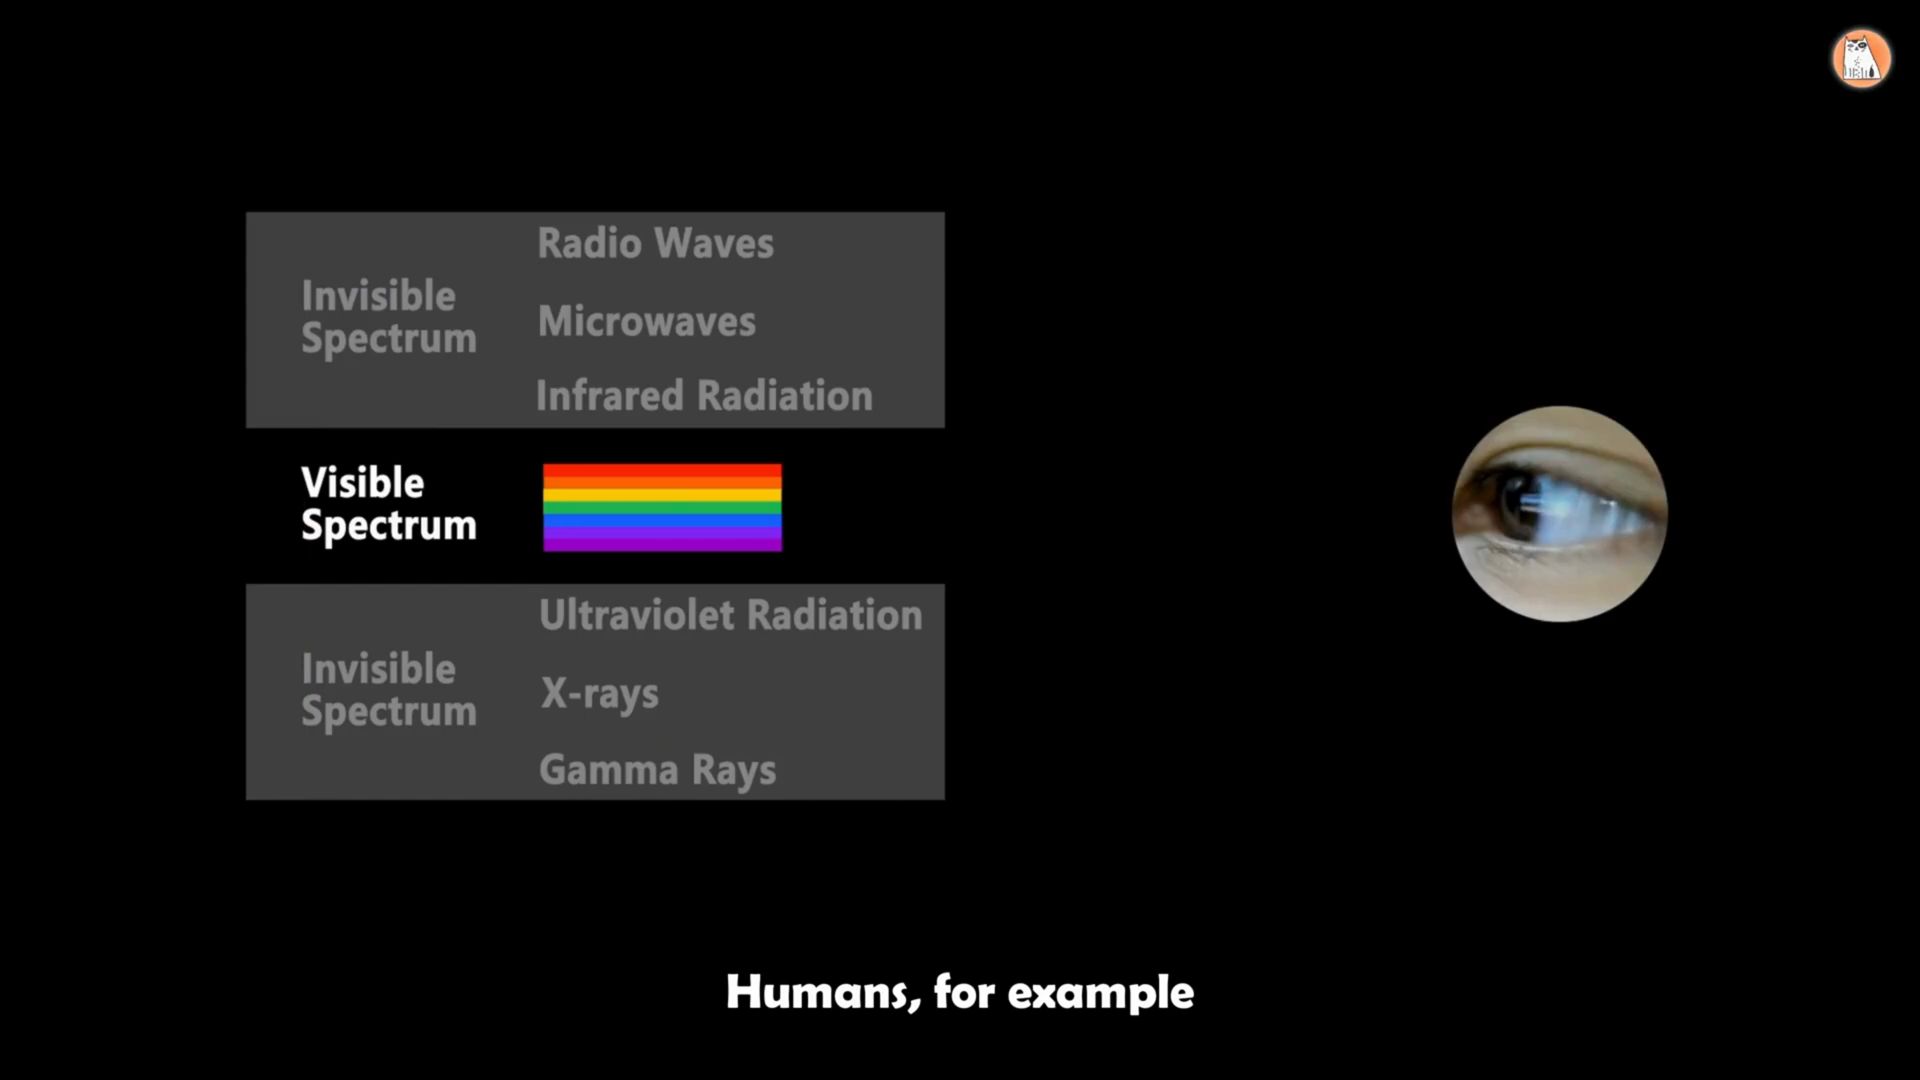 Radio Waves
Invisible
Spectrum
Microwaves
Infrared Radiation
Visible
Spectrum
Ultraviolet Radiation
Invisible
Spectrum
X-rays
Gamma Rays
Humans, for example